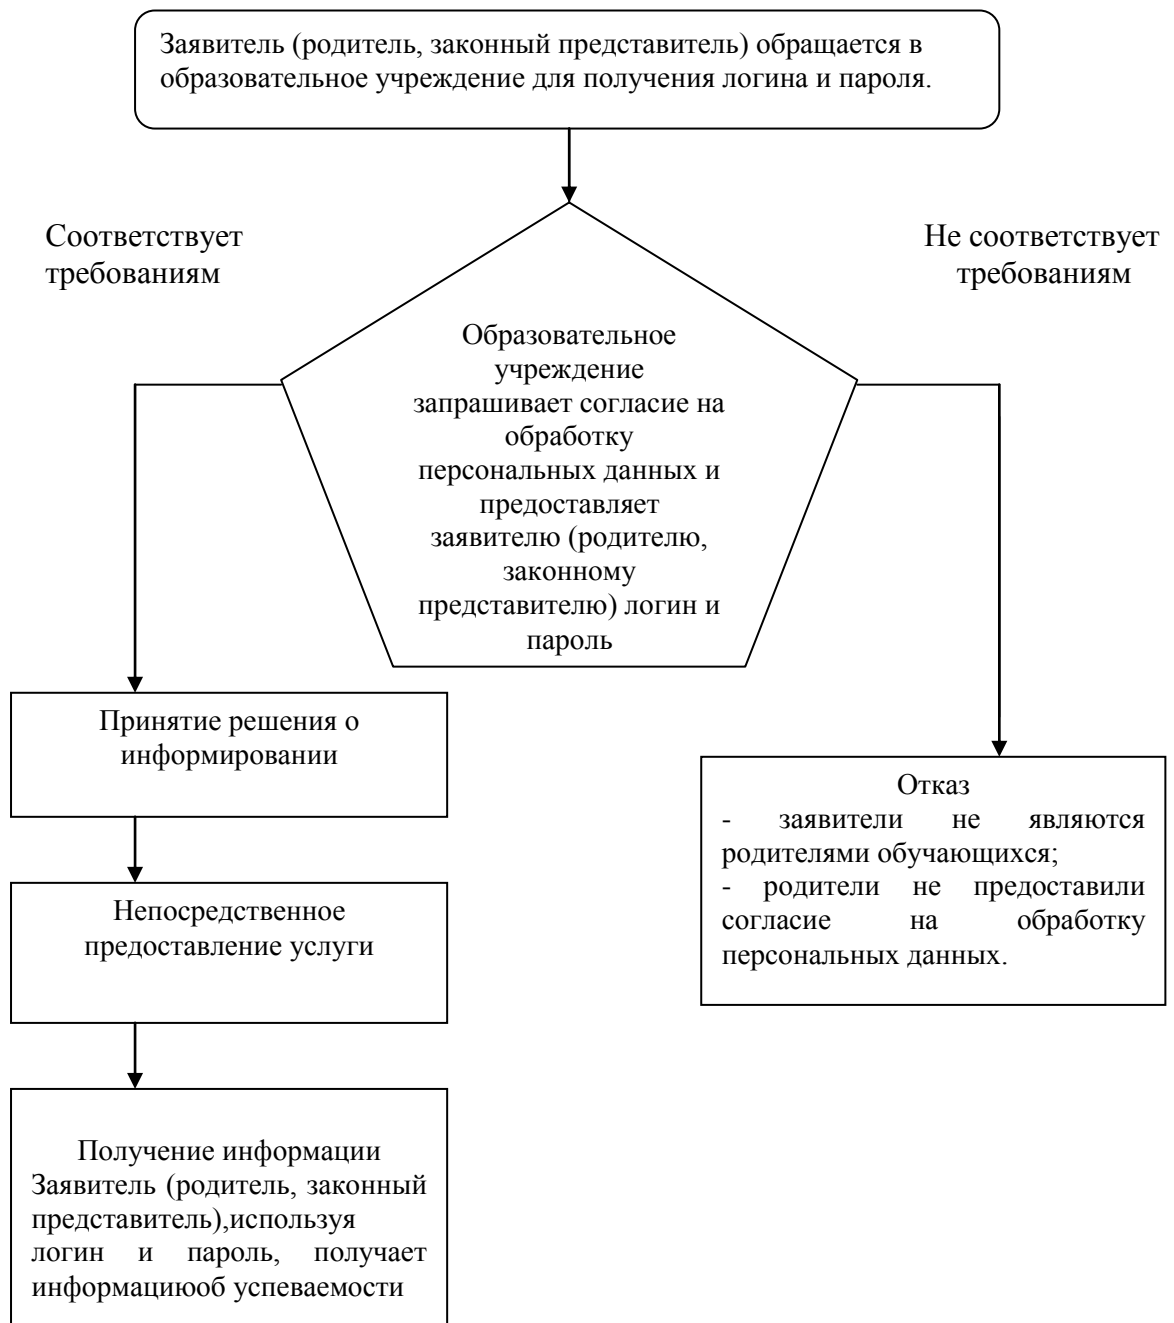 Заявитель (родитель, законный представитель) обращается в
образовательное учреждение для получения логина и пароля.
Соответствует
требованиям
Не соответствует
требованиям
Образовательное
учреждение
запрашивает согласие на
обработку
персональных данных и
предоставляет
заявителю (родителю,
законному
представителю) логин и
пароль
Принятие решения о
информировании
Отказ
- заявители не являются
родителями обучающихся;
- родители не предоставили
согласие на обработку
персональных данных.
Непосредственное
предоставление услуги
Получение информации
Заявитель (родитель, законный
представитель),используя
логин и пароль, получает
информациюоб успеваемости